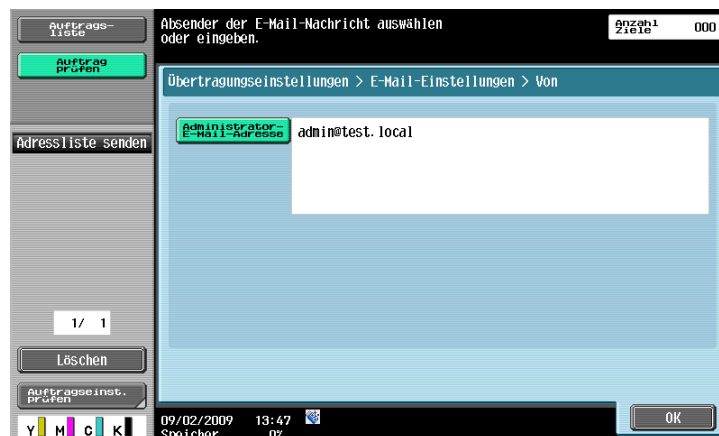 Auftrags-
liste
Auftrag
prüfen
Absender der E-Mail-Nachricht auswählen
oder eingeben.
Anzahl
Ziele
000
Übertragungseinstellungen > E-Mail-Einstellungen > Von
Administrator-
E-Mail-Adresse
admin@test.local
Adressliste senden
1/ 1
Löschen
Auftragseinst.
prüfen
Y M C K
09/02/2009 13:47
Speicher 0%
OK